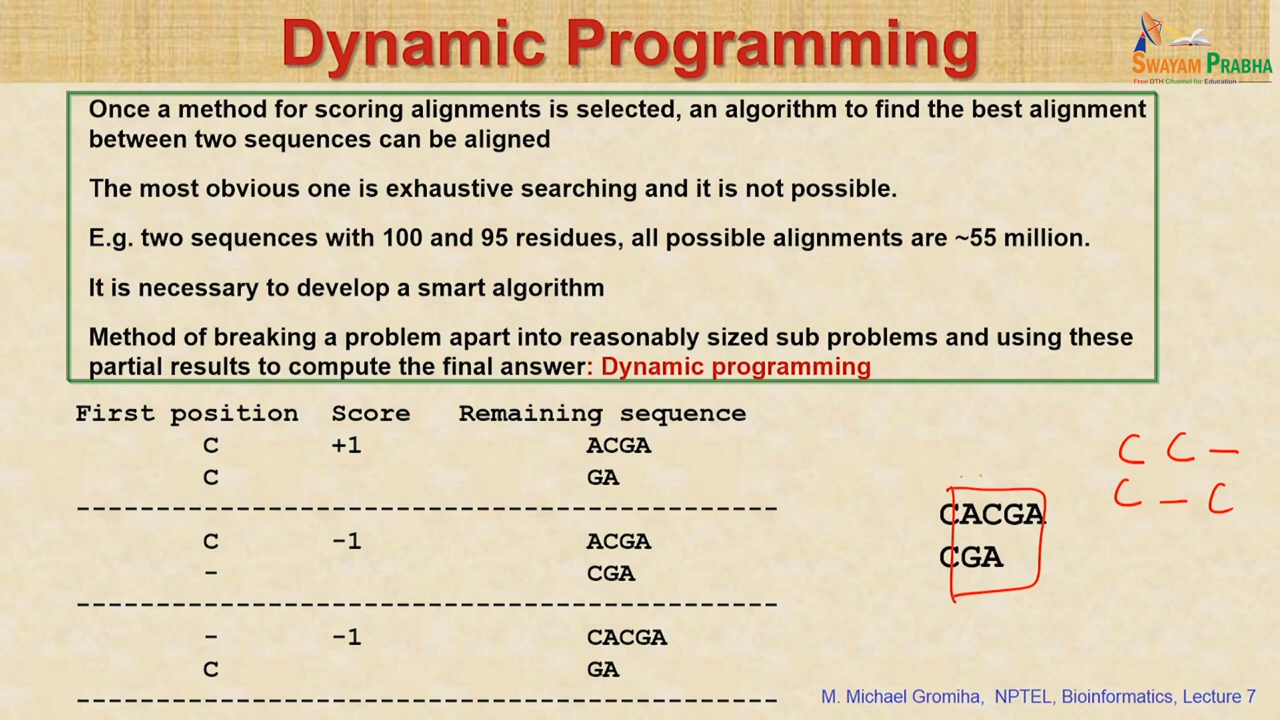 Dynamic Programming
SWAYAM PRABHA
Free DTH Channel for Education
Once a method for scoring alignments is selected, an algorithm to find the best alignment
between two sequences can be aligned
The most obvious one is exhaustive searching and it is not possible.
E.g. two sequences with 100 and 95 residues, all possible alignments are ~55 million.
It is necessary to develop a smart algorithm
Method of breaking a problem apart into reasonably sized sub problems and using these
partial results to compute the final answer: Dynamic programming
First position Score Remaining sequence
C +1 ACGA
C GA
--------------------------------------------
C -1 ACGA
- CGA
--------------------------------------------
- -1 CACGA
C GA
--------------------------------------------
CACGA
CGA
C C -
C - C
M. Michael Gromiha, NPTEL, Bioinformatics, Lecture 7